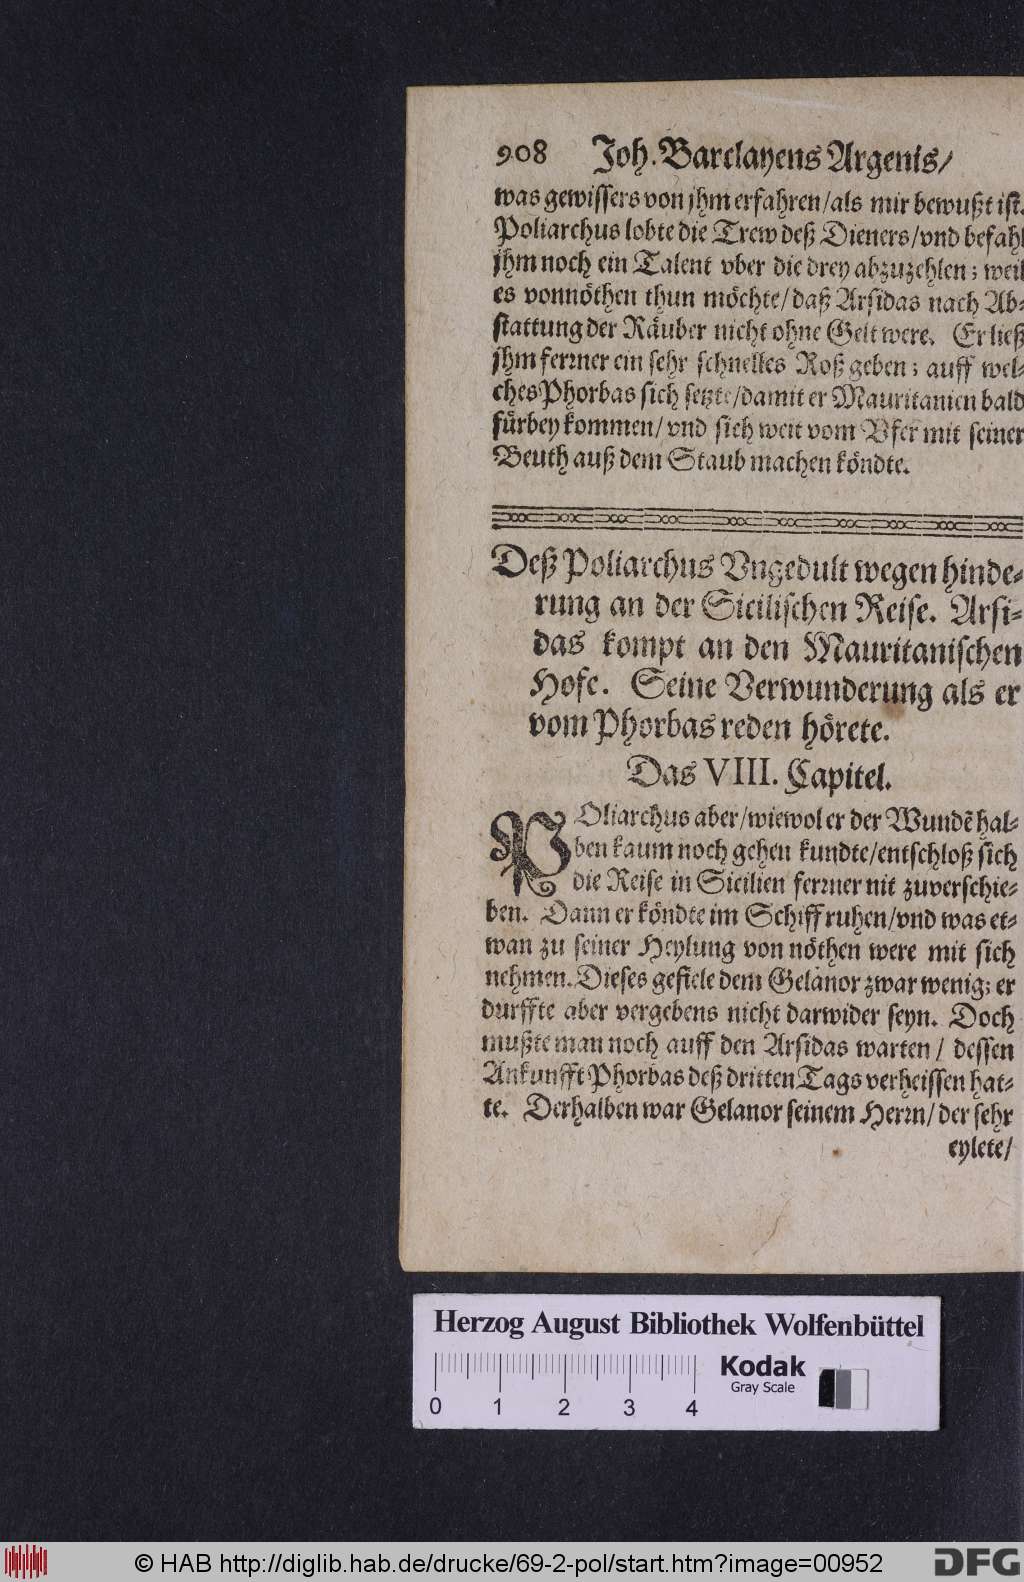 908 Joh. Barclayens Argenis/
was gewissers von jhm erfahren/als mir bewußt ist.
Poliarchus lobte die Trew deß Dieners/vnd befahl
jhm noch ein Talent vber die drey abzuzehlen; weil
es vonnöthen thun möchte/daß Arsidas nach Ab-
stattung der Räuber nicht ohne Gelt were. Er ließ
jhm ferrner ein sehr schnelles Roß geben; auff wel-
ches Phorbas sich setzte/damit er Mauritanien bald
fürbey kommen/vnd sich weit vom Vfer mit seiner
Beuth auß dem Staub machen köndte.
Deß Poliarchus Vngedult wegen hinde-
rung an der Sicilischen Reise. Arsi-
das kompt an den Mauritanischen
Hofe. Seine Verwunderung als er
vom Phorbas reden hörete.
Das VIII. Capitel.
POliarchus aber/wiewol er der Wundẽ hal-
ben kaum noch gehen kundte/entschloß sich
die Reise in Sicilien ferrner nit zuverschie-
ben. Dann er köndte im Schiff ruhen/vnd was et-
wan zu seiner Heylung von nöthen were mit sich
nehmen. Dieses gefiele dem Gelanor zwar wenig; er
durffte aber vergebens nicht darwider seyn. Doch
mußte man noch auff den Arsidas warten/ dessen
Ankunfft Phorbas deß dritten Tags verheissen hat-
te. Derhalben war Gelanor seinem Herrn/der sehr
eylete/
Herzog August Bibliothek Wolfenbüttel
Kodak
Gray Scale
0 1 2 3 4
© HAB http://diglib.hab.de/drucke/69-2-pol/start.htm?image=00952
DFG